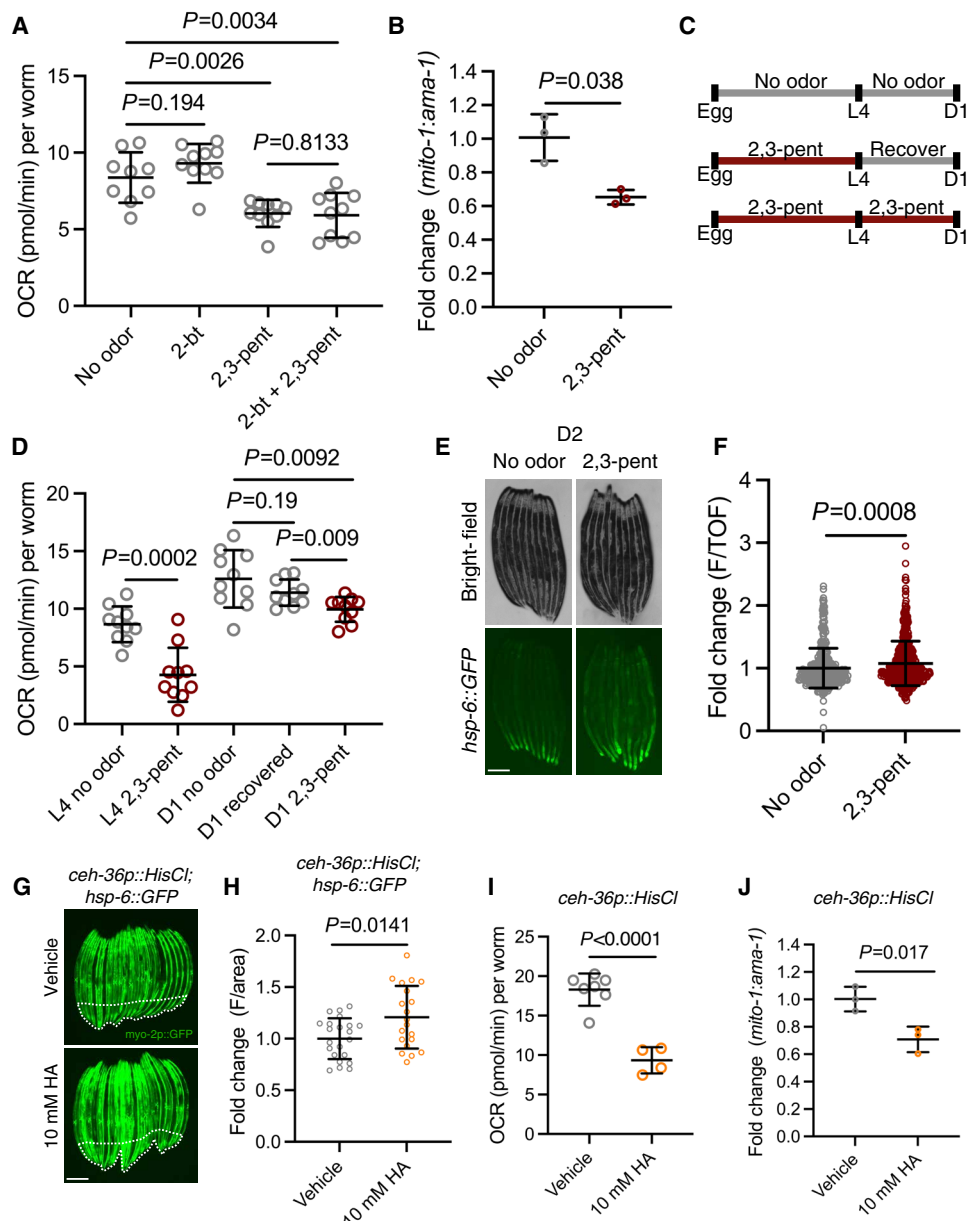 A
P=0.0034
P=0.0026
P=0.194
P=0.8133
15
10
5
0
OCR (pmol/min) per worm
No odor
2-bt
2,3-pent
2-bt + 2,3-pent
B
P=0.038
1.4
1.2
1.0
0.8
0.6
0.4
0.2
0.0
Fold change (mito-1:ama-1)
No odor
2,3-pent
C
No odor No odor
Egg L4 D1
2,3-pent Recover
Egg L4 D1
2,3-pent 2,3-pent
Egg L4 D1
D
P=0.0092
P=0.19
P=0.0002
P=0.009
20
15
10
5
0
OCR (pmol/min) per worm
L4 no odor
L4 2,3-pent
D1 no odor
D1 recovered
D1 2,3-pent
E
D2
No odor 2,3-pent
Bright-field
hsp-6::GFP
F
P=0.0008
4
3
2
1
0
Fold change (F/TOF)
No odor
2,3-pent
G
ceh-36p::HisCl;
hsp-6::GFP
Vehicle
myo-2p::GFP
10 mM HA
H
ceh-36p::HisCl;
hsp-6::GFP
P=0.0141
2.0
1.5
1.0
0.5
0.0
Fold change (F/area)
Vehicle
10 mM HA
I
ceh-36p::HisCl
P<0.0001
25
20
15
10
5
0
OCR (pmol/min) per worm
Vehicle
10 mM HA
J
ceh-36p::HisCl
P=0.017
1.4
1.2
1.0
0.8
0.6
0.4
0.2
0.0
Fold change (mito-1:ama-1)
Vehicle
10 mM HA